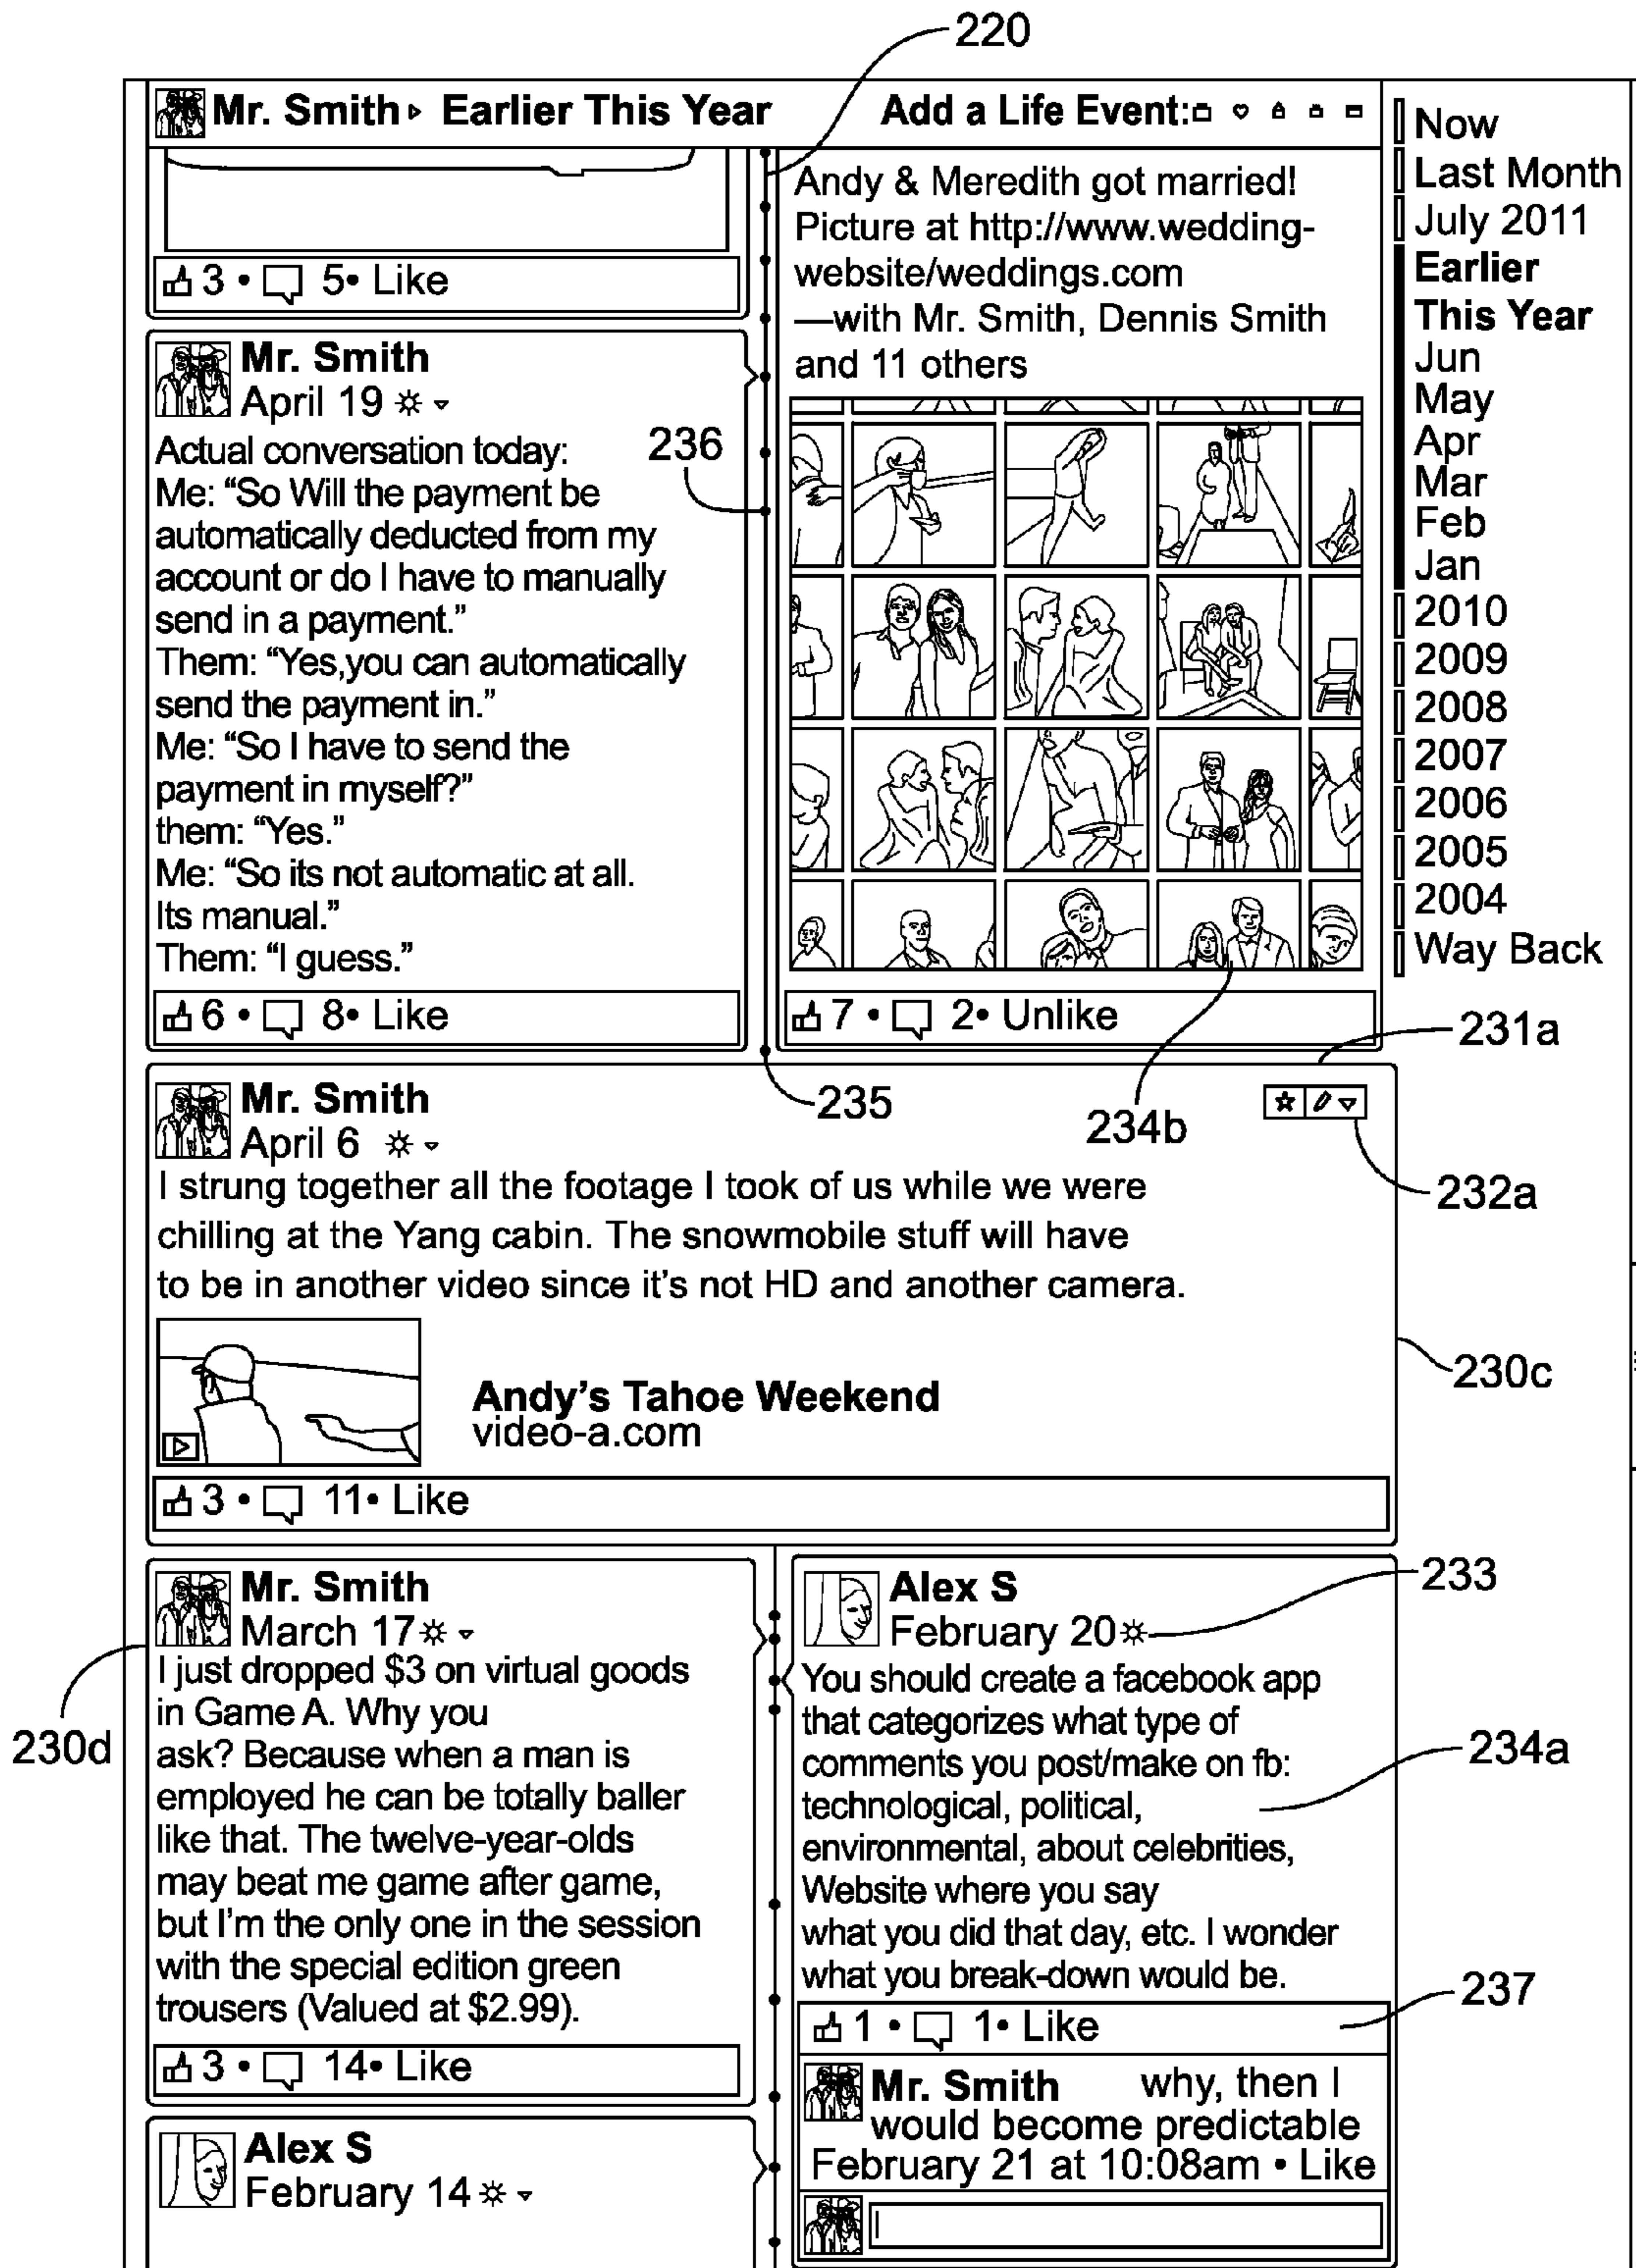 220
Mr. Smith Earlier This Year
Add a Life Event:
3 • 5• Like
Mr. Smith
April 19
236
Actual conversation today:
Me: “So Will the payment be
automatically deducted from my
account or do I have to manually
send in a payment.”
Them: “Yes,you can automatically
send the payment in.”
Me: “So I have to send the
payment in myself?”
them: “Yes.”
Me: “So its not automatic at all.
Its manual.”
Them: “I guess.”
6 • 8• Like
Andy & Meredith got married!
Picture at http://www.wedding-
website/weddings.com
—with Mr. Smith, Dennis Smith
and 11 others
7 • 2• Unlike
Now
Last Month
July 2011
Earlier
This Year
Jun
May
Apr
Mar
Feb
Jan
2010
2009
2008
2007
2006
2005
2004
Way Back
231a
235
234b
232a
Mr. Smith
April 6
I strung together all the footage I took of us while we were
chilling at the Yang cabin. The snowmobile stuff will have
to be in another video since it’s not HD and another camera.
Andy’s Tahoe Weekend
video-a.com
230c
3 • 11• Like
Mr. Smith
March 17
230d
I just dropped $3 on virtual goods
in Game A. Why you
ask? Because when a man is
employed he can be totally baller
like that. The twelve-year-olds
may beat me game after game,
but I’m the only one in the session
with the special edition green
trousers (Valued at $2.99).
3 • 14• Like
Alex S
February 14
Alex S
February 20
233
You should create a facebook app
that categorizes what type of
comments you post/make on fb:
technological, political,
environmental, about celebrities,
Website where you say
what you did that day, etc. I wonder
what you break-down would be.
234a
237
1 • 1• Like
Mr. Smith why, then I
would become predictable
February 21 at 10:08am • Like